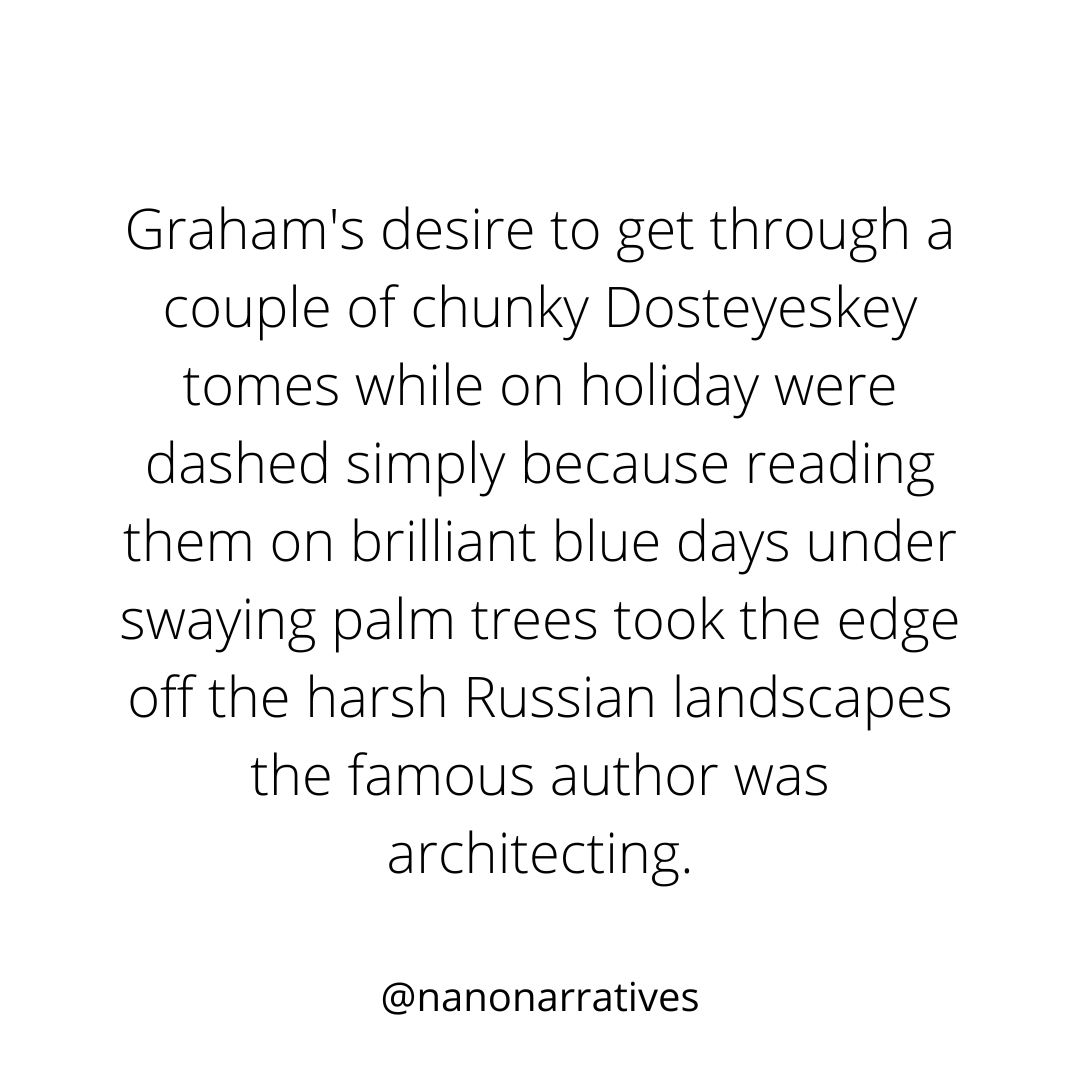 Graham's desire to get through a
couple of chunky Dosteyeskey
tomes while on holiday were
dashed simply because reading
them on brilliant blue days under
swaying palm trees took the edge
off the harsh Russian landscapes
the famous author was
architecting.
@nanonarratives